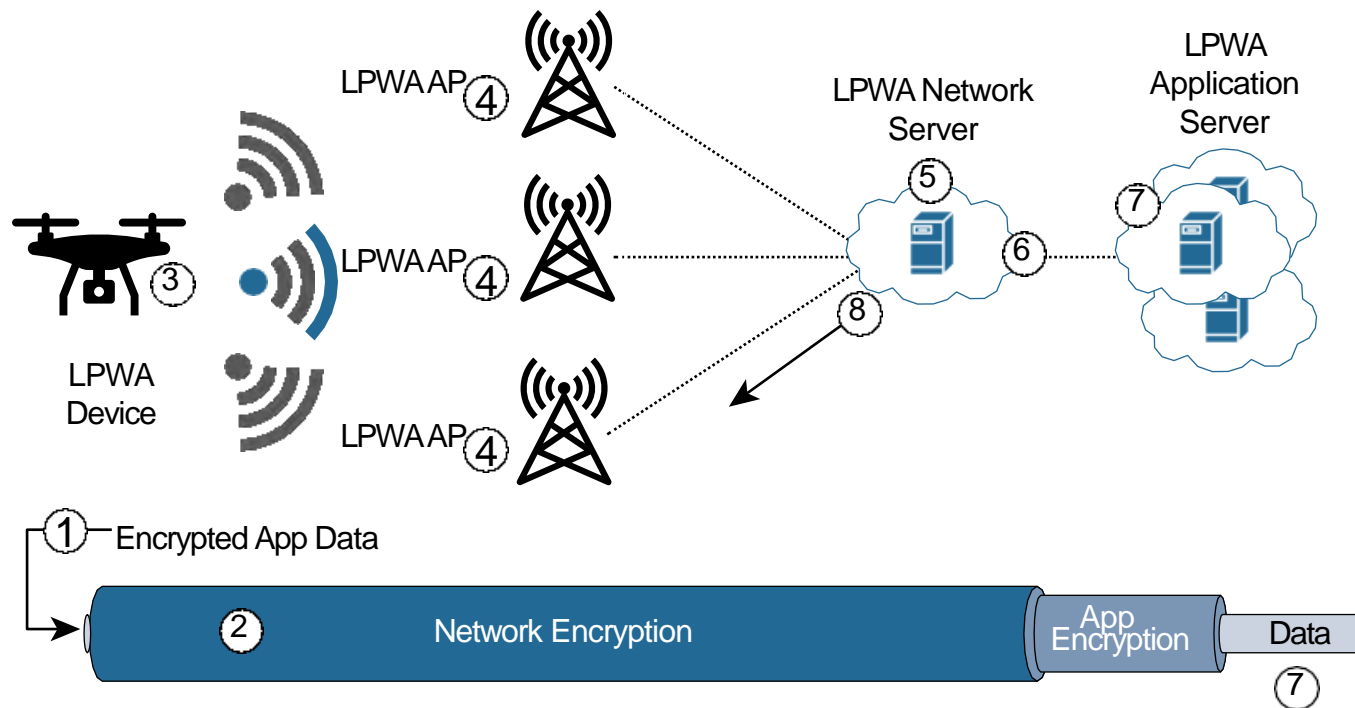 LPWA AP
4
LPWA Network
Server
LPWA
Application
Server
5
7
3
LPWA AP
4
6
8
LPWA
Device
LPWA AP
4
1
Encrypted App Data
2
Network Encryption
App
Encryption
Data
7